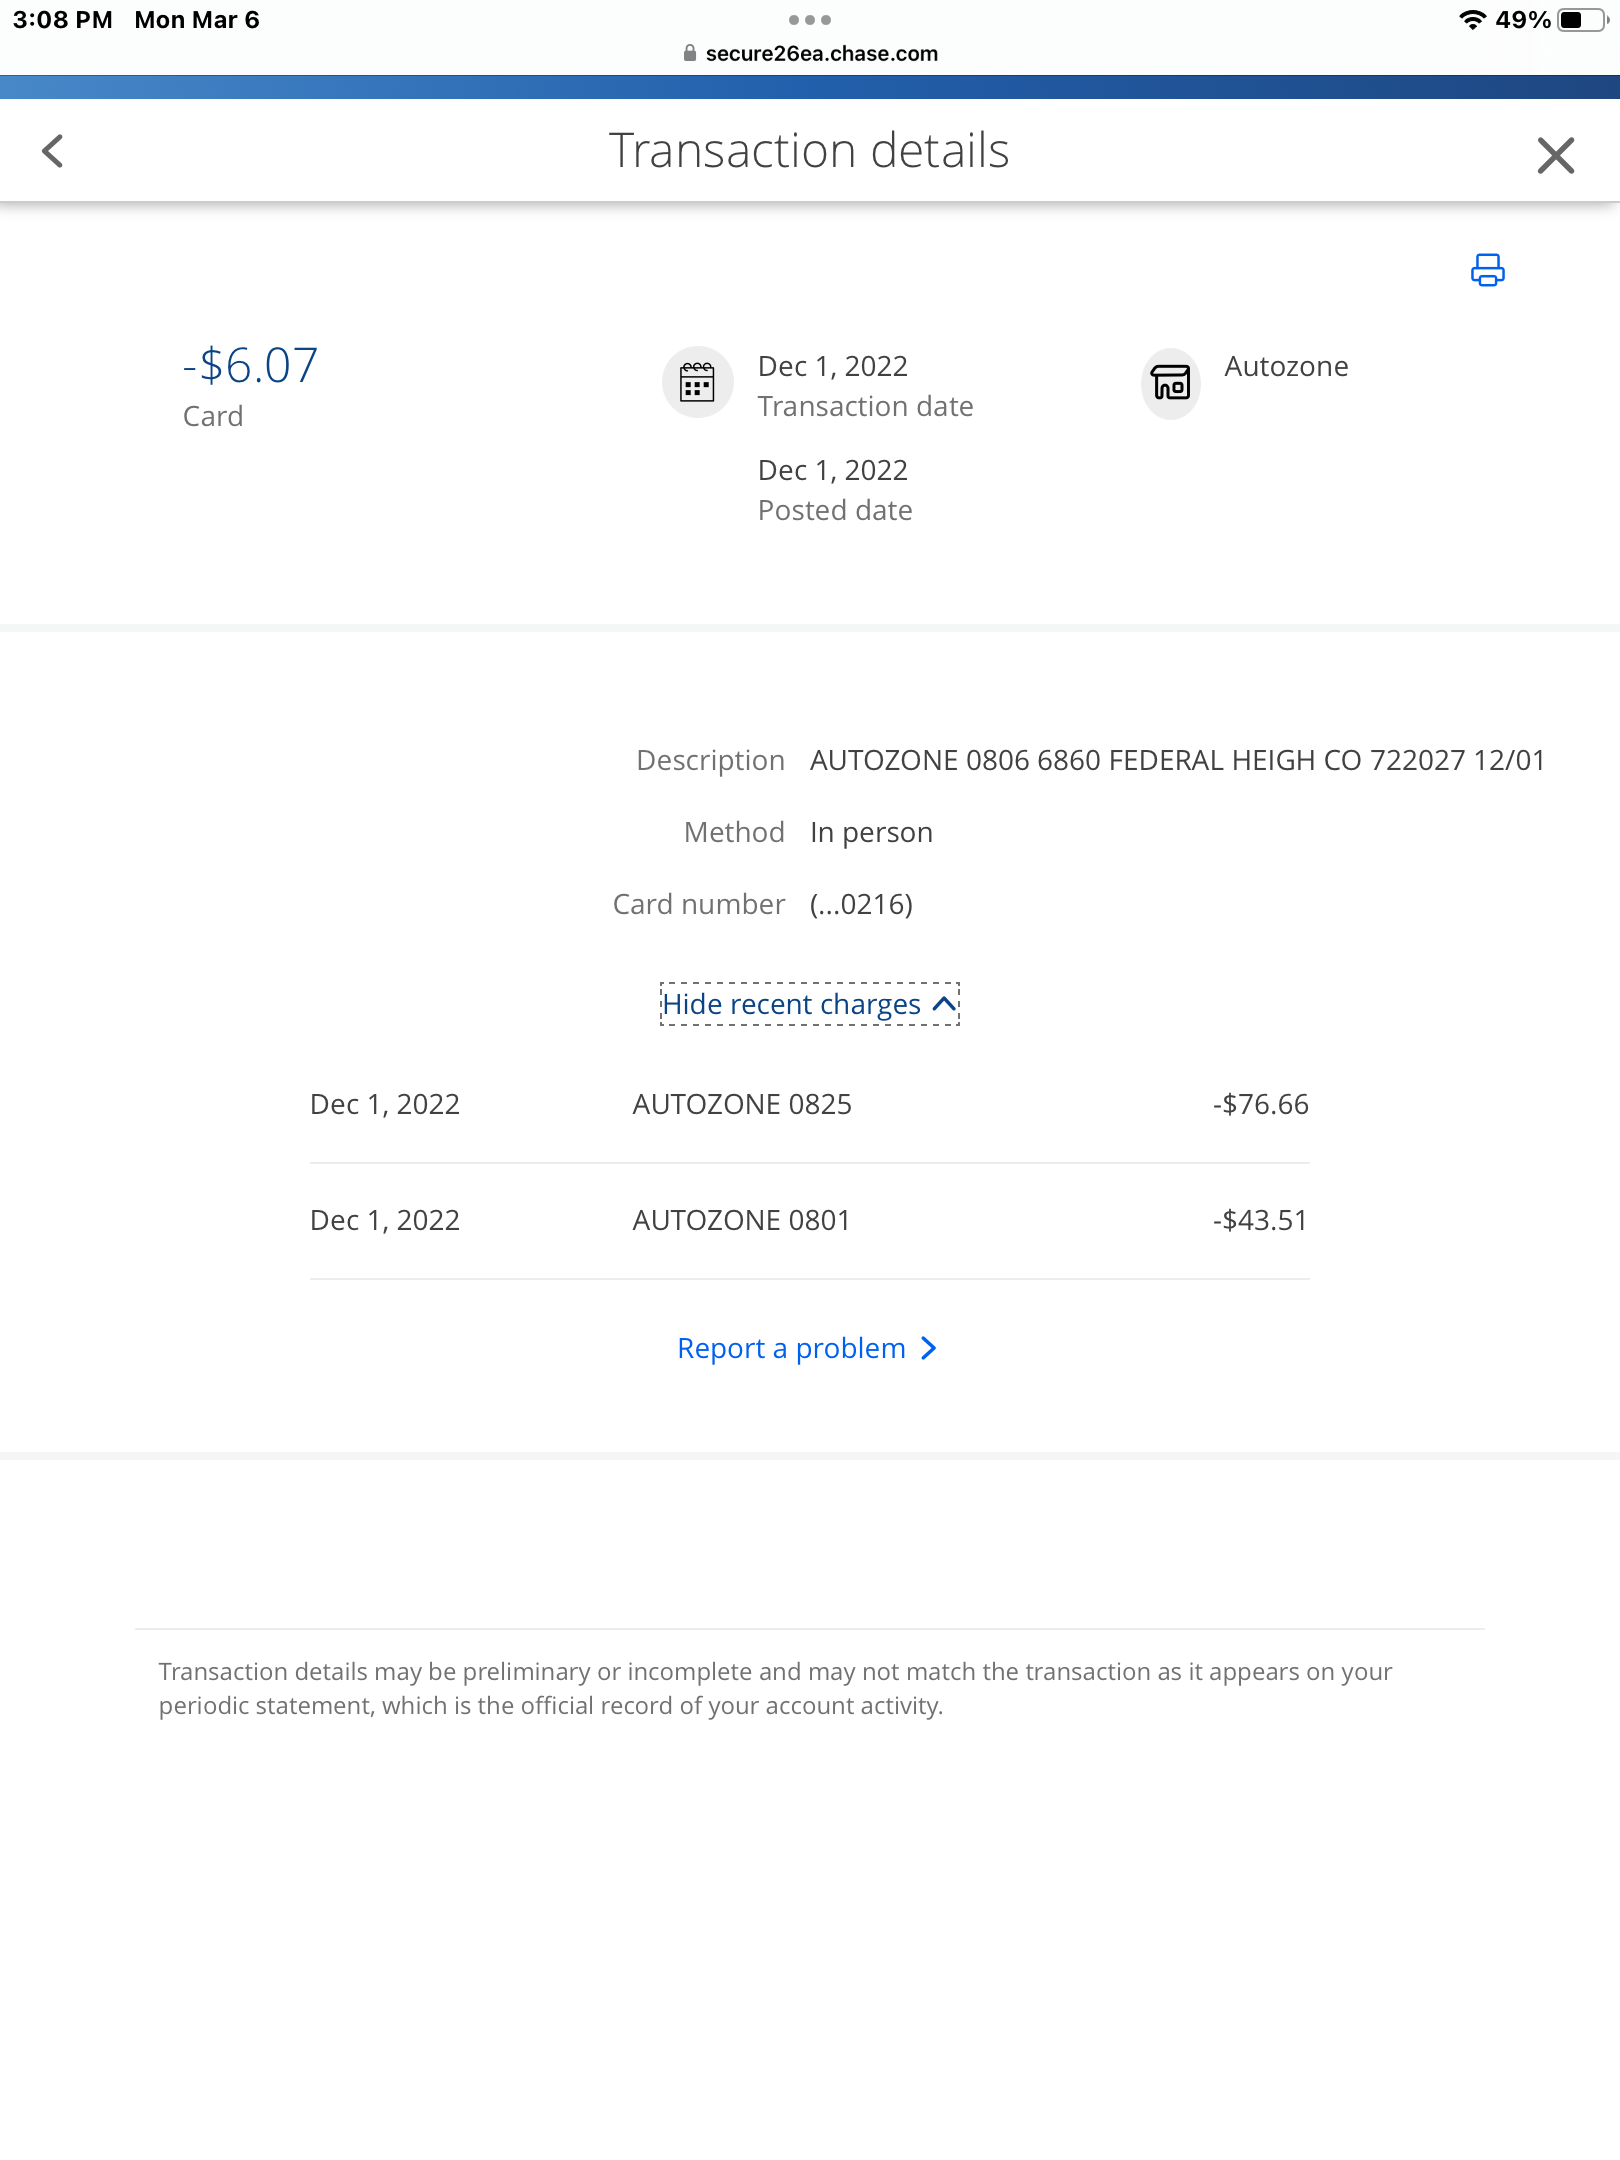 3:08 PM Mon Mar 6
49%
secure26ea.chase.com
Transaction details
-$6.07
Card
Dec 1, 2022
Transaction date
Dec 1, 2022
Posted date
Autozone
Description AUTOZONE 0806 6860 FEDERAL HEIGH CO 722027 12/01
Method In person
Card number (...0216)
Hide recent charges
Dec 1, 2022 AUTOZONE 0825 -$76.66
Dec 1, 2022 AUTOZONE 0801 -$43.51
Report a problem
Transaction details may be preliminary or incomplete and may not match the transaction as it appears on your
periodic statement, which is the official record of your account activity.